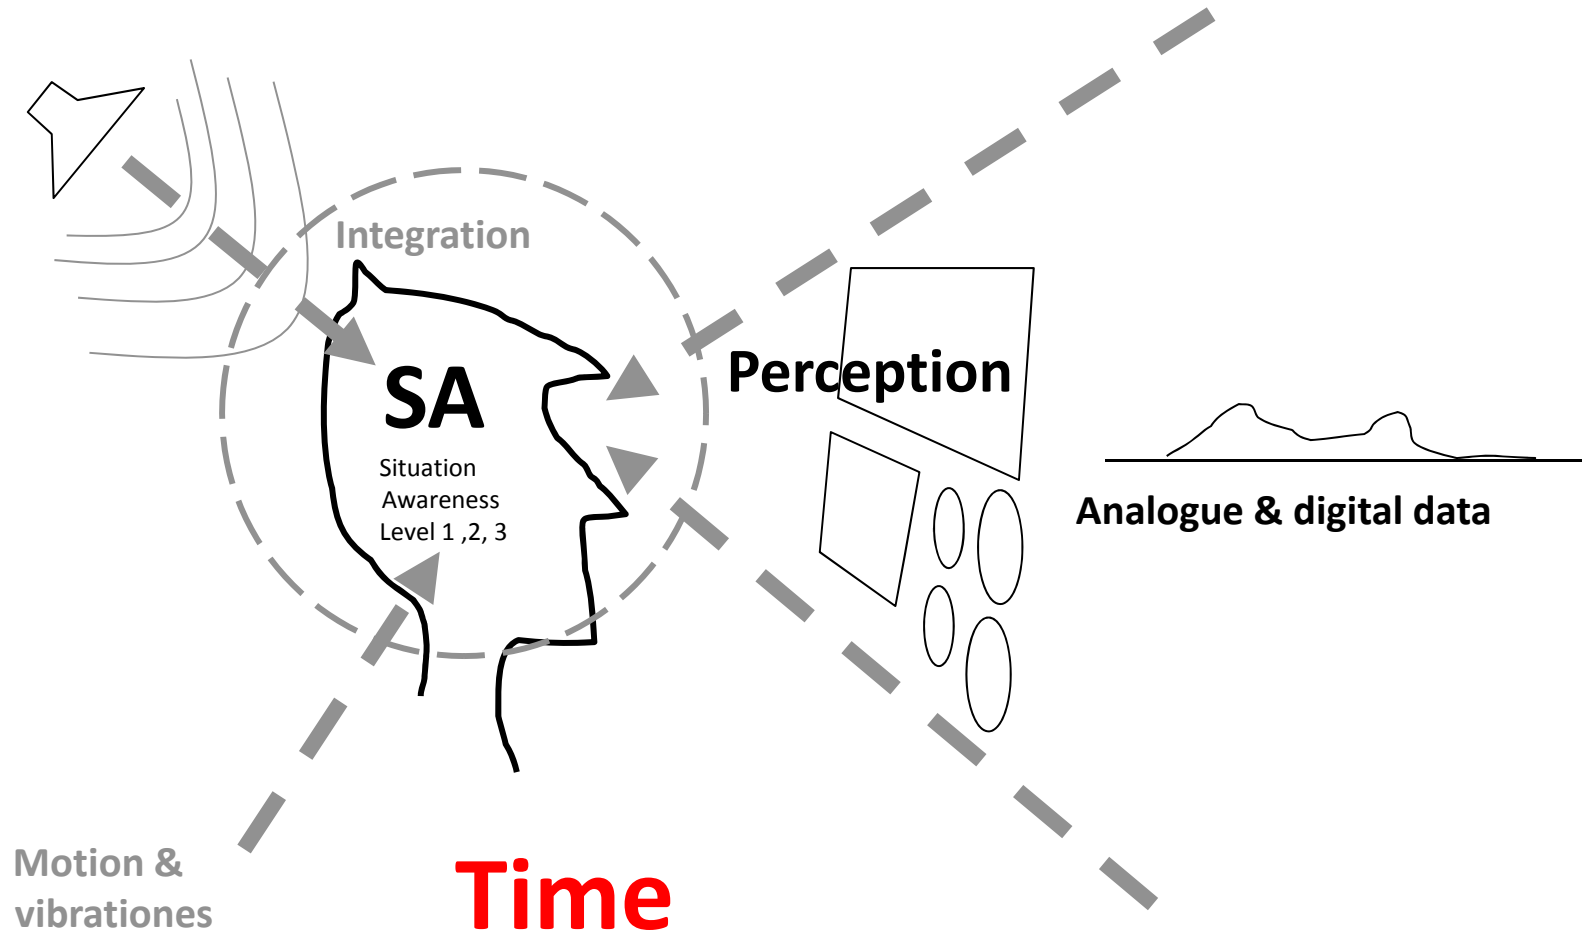 Integration
Perception
SA
Situation
Awareness
Level 1 ,2, 3
Analogue & digital data
Motion &
vibrationes
Time